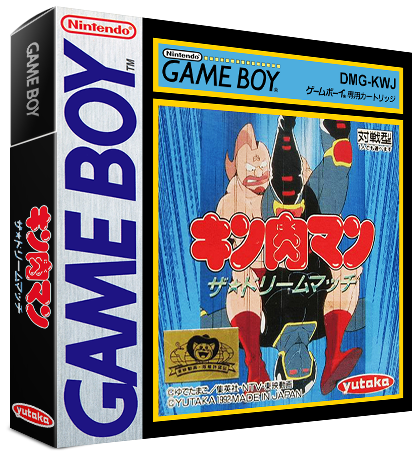 Nintendo®
GAME BOY
キン肉マン
ザ★ドリームマッチ
yutaka
Nintendo®
GAME BOY™
Nintendo®
GAME BOY®
DMG-KWJ
ゲームボーイ®専用カートリッジ
対戦型
キン肉マン
ザ★ドリームマッチ
©ゆでたまご/集英社・NTV・東映動画
©YUTAKA 1992 MADE IN JAPAN
yutaka